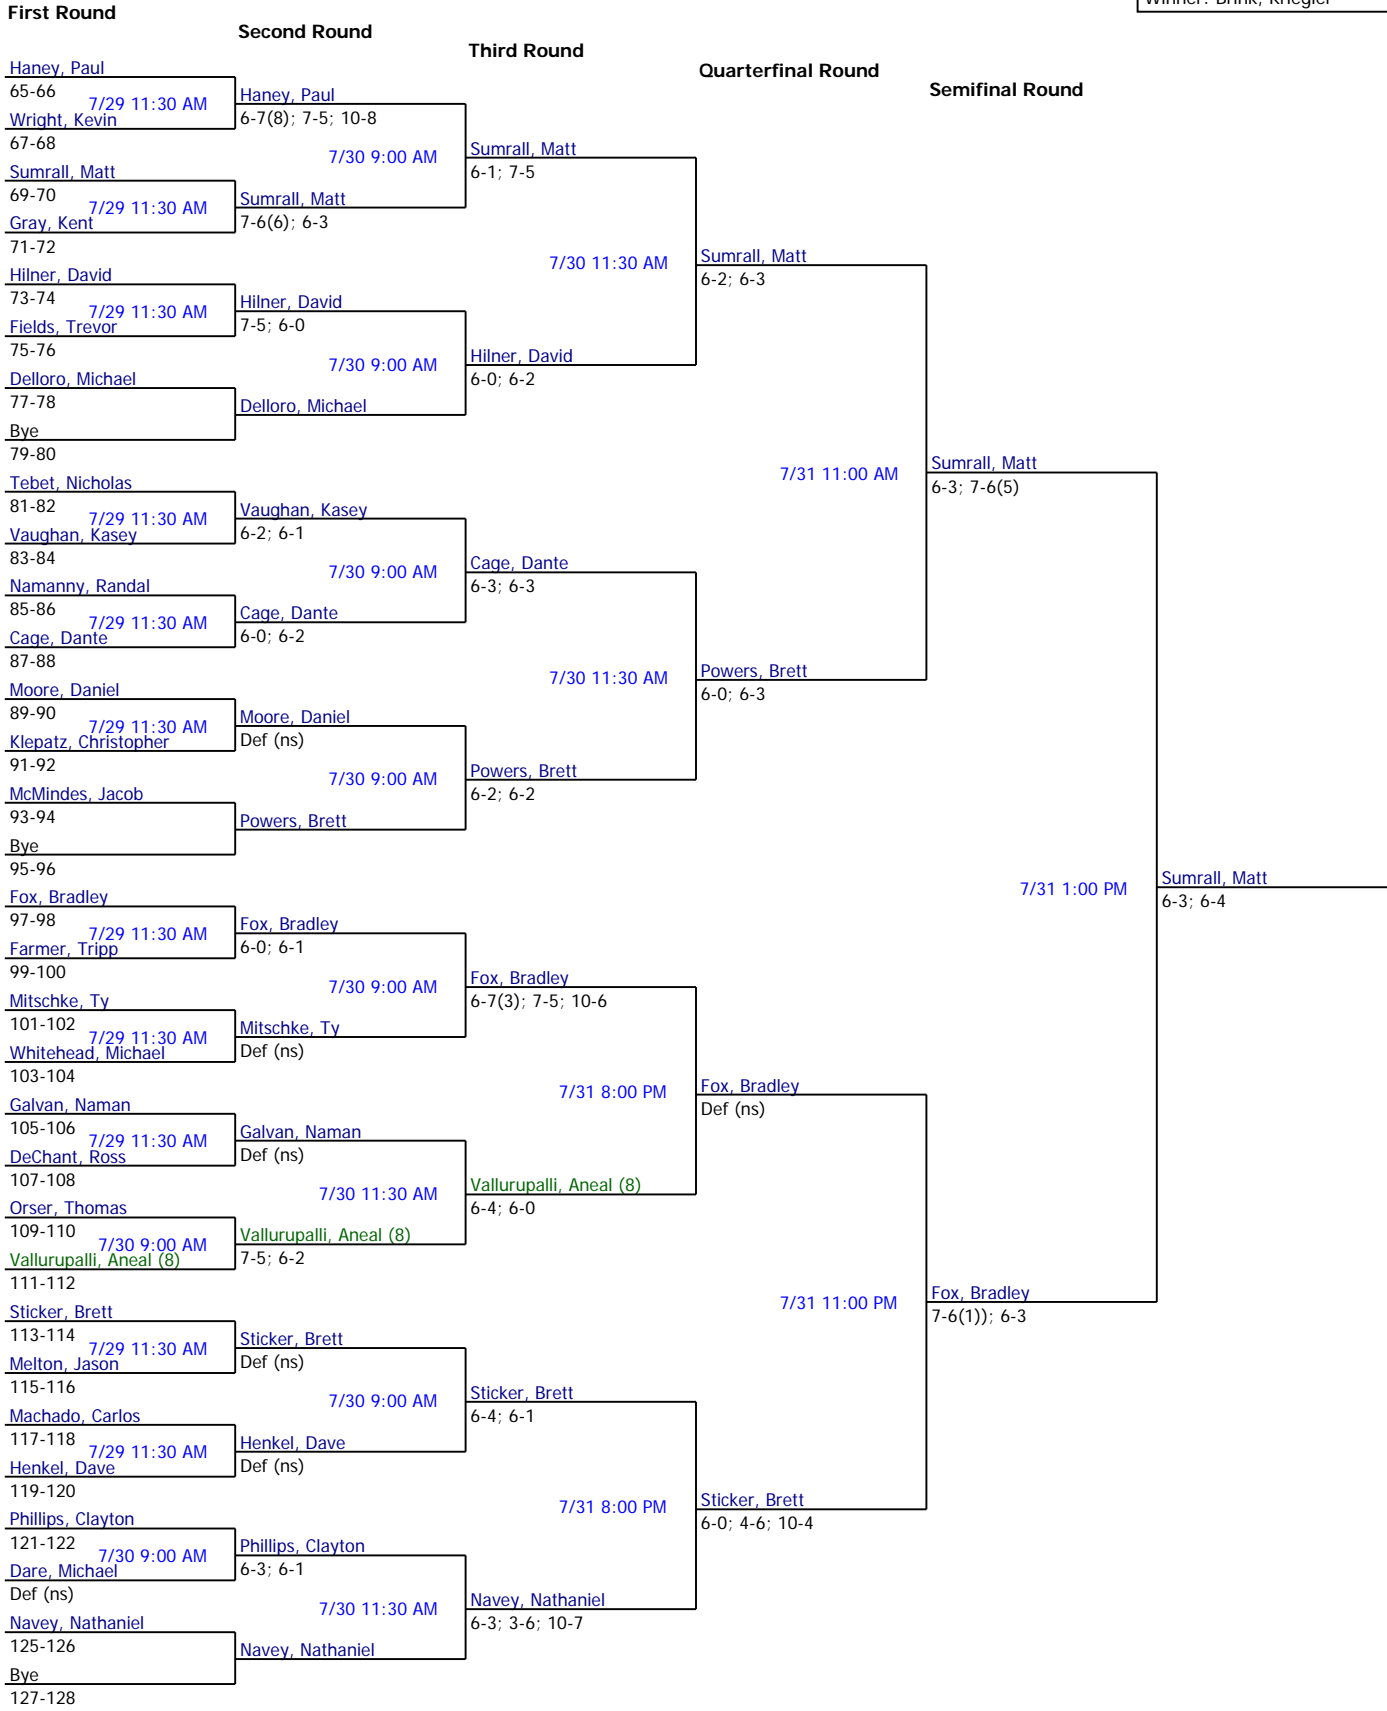 Winner: Brink, Kriegler
First Round
Second Round
Third Round
Quarterfinal Round
Semifinal Round
Haney, Paul
65-66
7/29 11:30 AM
Wright, Kevin
67-68
Sumrall, Matt
69-70
7/29 11:30 AM
Gray, Kent
71-72
Hilner, David
73-74
7/29 11:30 AM
Fields, Trevor
75-76
Delloro, Michael
77-78
Bye
79-80
Tebet, Nicholas
81-82
7/29 11:30 AM
Vaughan, Kasey
83-84
Namanny, Randal
85-86
7/29 11:30 AM
Cage, Dante
87-88
Moore, Daniel
89-90
7/29 11:30 AM
Klepatz, Christopher
91-92
McMindes, Jacob
93-94
Bye
95-96
Fox, Bradley
97-98
7/29 11:30 AM
Farmer, Tripp
99-100
Mitschke, Ty
101-102
7/29 11:30 AM
Whitehead, Michael
103-104
Galvan, Naman
105-106
7/29 11:30 AM
DeChant, Ross
107-108
Orser, Thomas
109-110
7/30 9:00 AM
Vallurupalli, Aneal (8)
111-112
Sticker, Brett
113-114
7/29 11:30 AM
Melton, Jason
115-116
Machado, Carlos
117-118
7/29 11:30 AM
Henkel, Dave
119-120
Phillips, Clayton
121-122
7/30 9:00 AM
Dare, Michael
Def (ns)
Navey, Nathaniel
125-126
Bye
127-128
Haney, Paul
6-7(8); 7-5; 10-8
7/30 9:00 AM
Sumrall, Matt
7-6(6); 6-3
Hilner, David
7-5; 6-0
7/30 9:00 AM
Delloro, Michael
Vaughan, Kasey
6-2; 6-1
7/30 9:00 AM
Cage, Dante
6-0; 6-2
Moore, Daniel
Def (ns)
7/30 9:00 AM
Powers, Brett
Fox, Bradley
6-0; 6-1
7/30 9:00 AM
Mitschke, Ty
Def (ns)
Galvan, Naman
Def (ns)
7/30 11:30 AM
Vallurupalli, Aneal (8)
7-5; 6-2
Sticker, Brett
Def (ns)
7/30 9:00 AM
Henkel, Dave
Def (ns)
Phillips, Clayton
6-3; 6-1
7/30 11:30 AM
Navey, Nathaniel
Sumrall, Matt
6-1; 7-5
7/30 11:30 AM
Hilner, David
6-0; 6-2
Cage, Dante
6-3; 6-3
7/30 11:30 AM
Powers, Brett
6-2; 6-2
Fox, Bradley
6-7(3); 7-5; 10-6
7/31 8:00 PM
Vallurupalli, Aneal (8)
6-4; 6-0
Sticker, Brett
6-4; 6-1
7/31 8:00 PM
Navey, Nathaniel
6-3; 3-6; 10-7
Sumrall, Matt
6-2; 6-3
7/31 11:00 AM
Powers, Brett
6-0; 6-3
Fox, Bradley
Def (ns)
7/31 11:00 PM
Sticker, Brett
6-0; 4-6; 10-4
Sumrall, Matt
6-3; 7-6(5)
7/31 1:00 PM
Fox, Bradley
7-6(1)); 6-3
Sumrall, Matt
6-3; 6-4